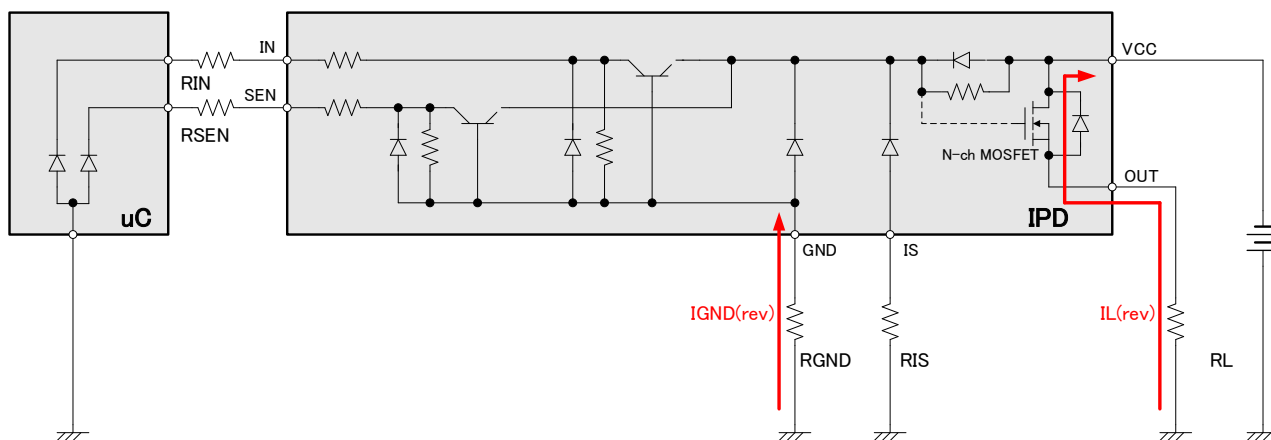 IN
VCC
RIN
SEN
RSEN
N-ch MOSFET
OUT
uC
IPD
GND
IS
IGND(rev)
IL(rev)
RGND
RIS
RL